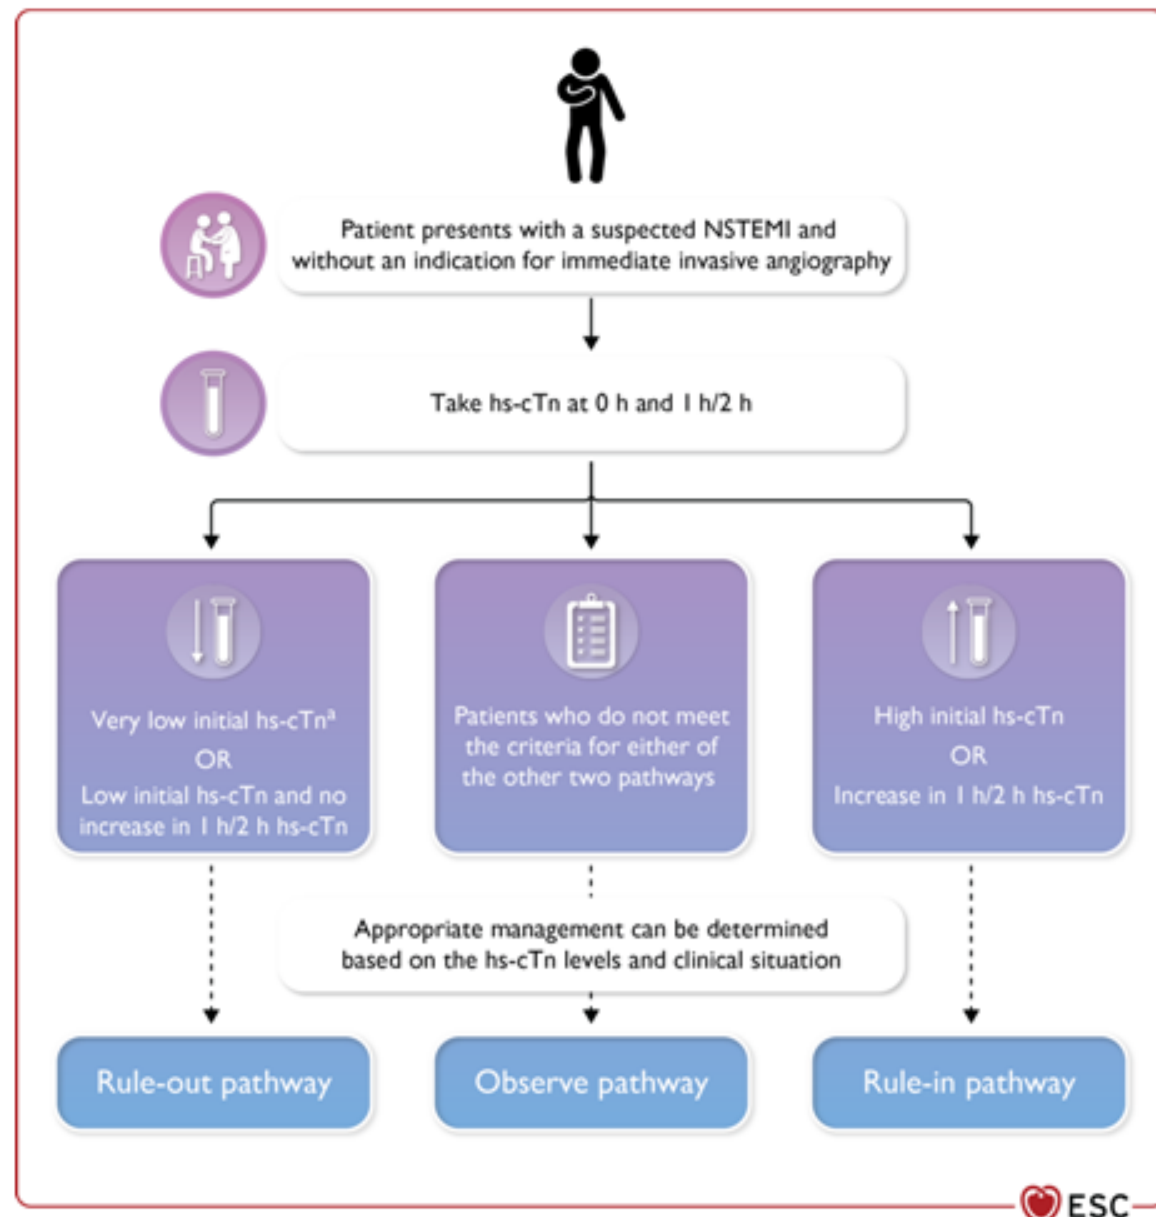 Patient presents with a suspected NSTEMI and
without an indication for immediate invasive angiography
Take hs-cTn at 0 h and 1 h/2 h
Very low initial hs-cTnᵃ
OR
Low initial hs-cTn and no
increase in 1 h/2 h hs-cTn
Patients who do not meet
the criteria for either of
the other two pathways
High initial hs-cTn
OR
Increase in 1 h/2 h hs-cTn
Appropriate management can be determined
based on the hs-cTn levels and clinical situation
Rule-out pathway
Observe pathway
Rule-in pathway
ESC